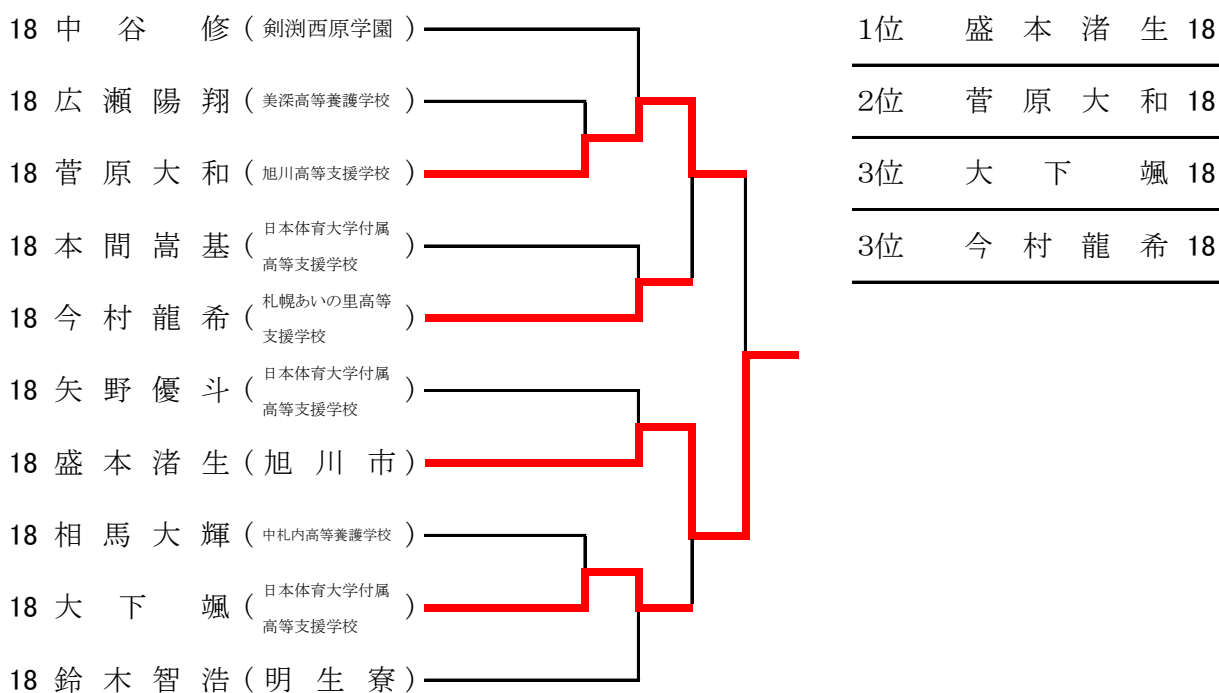 18 中谷修(剣渕西原学園)
18 広瀬陽翔(美深高等養護学校)
18 菅原大和(旭川高等支援学校)
18 本間嵩基(日本体育大学付属
高等支援学校)
18 今村龍希(札幌あいの里高等
支援学校)
18 矢野優斗(日本体育大学付属
高等支援学校)
18 盛本渚生(旭川市)
18 相馬大輝(中札内高等養護学校)
18 大下颯(日本体育大学付属
高等支援学校)
18 鈴木智浩(明生寮)
1位 盛本渚生 18
2位 菅原大和 18
3位 大下颯 18
3位 今村龍希 18